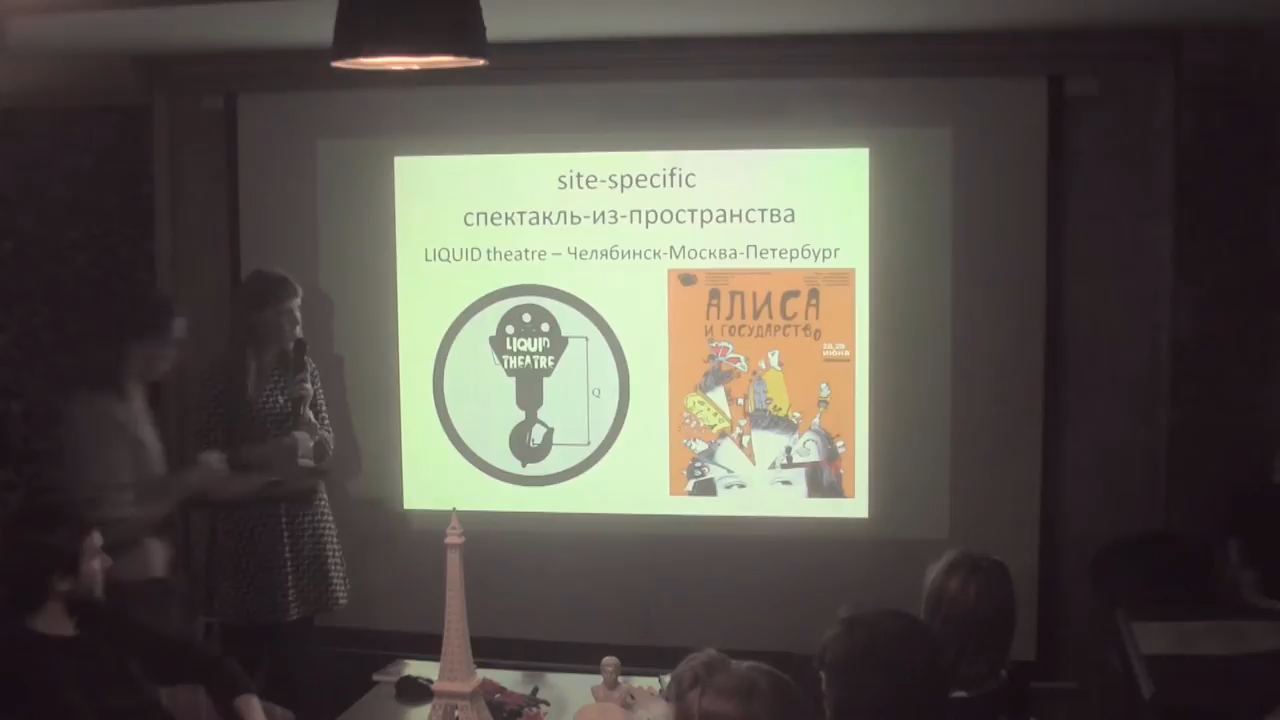 site-specific
спектакль-из-пространства
LIQUID theatre – Челябинск-Москва-Петербург
LIQUID
THEATRE
Q
АЛИСА
И ГОСУДАРСТВО
28,29
ИЮНЯ